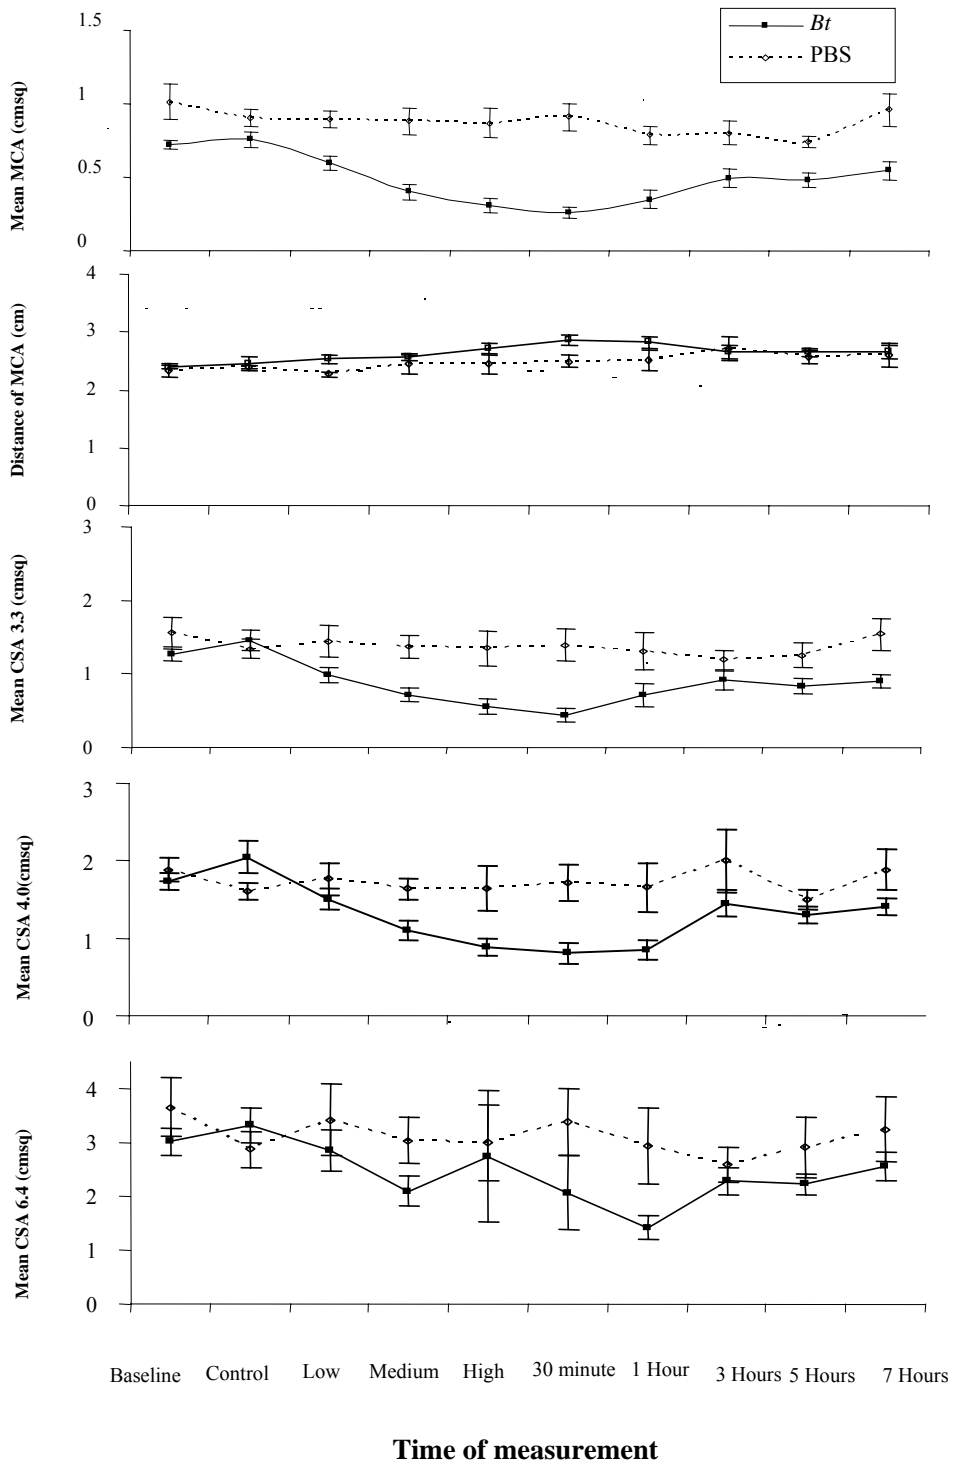 1.5
Bt
PBS
Mean MCA (cmsq)
1
0.5
0
Distance of MCA (cm)
4
3
2
1
0
Mean CSA 3.3 (cmsq)
3
2
1
0
Mean CSA 4.0(cmsq)
3
2
1
0
Mean CSA 6.4 (cmsq)
4
3
2
1
0
Baseline Control Low Medium High 30 minute 1 Hour 3 Hours 5 Hours 7 Hours
Time of measurement